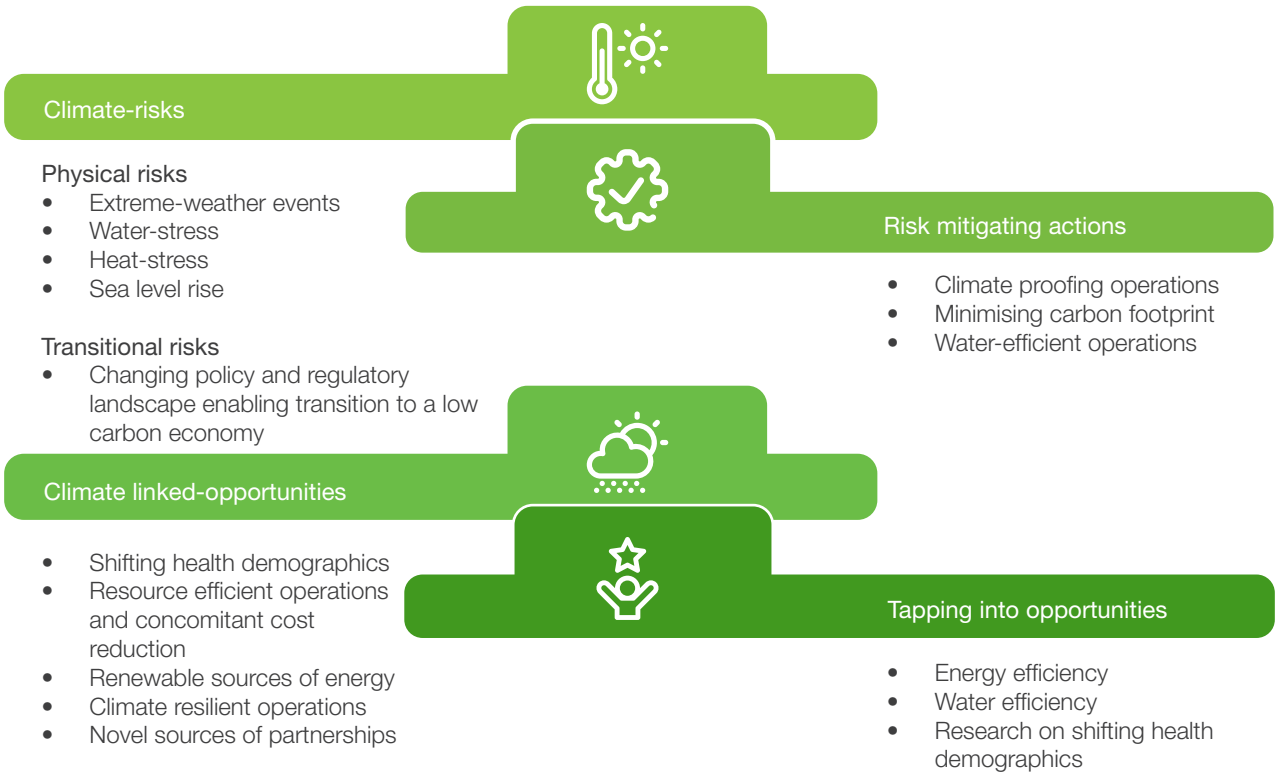 Climate-risks
Physical risks
• Extreme-weather events
• Water-stress
• Heat-stress
• Sea level rise
Transitional risks
• Changing policy and regulatory
landscape enabling transition to a low
carbon economy
Risk mitigating actions
• Climate proofing operations
• Minimising carbon footprint
• Water-efficient operations
Climate linked-opportunities
• Shifting health demographics
• Resource efficient operations
and concomitant cost
reduction
• Renewable sources of energy
• Climate resilient operations
• Novel sources of partnerships
Tapping into opportunities
• Energy efficiency
• Water efficiency
• Research on shifting health
demographics